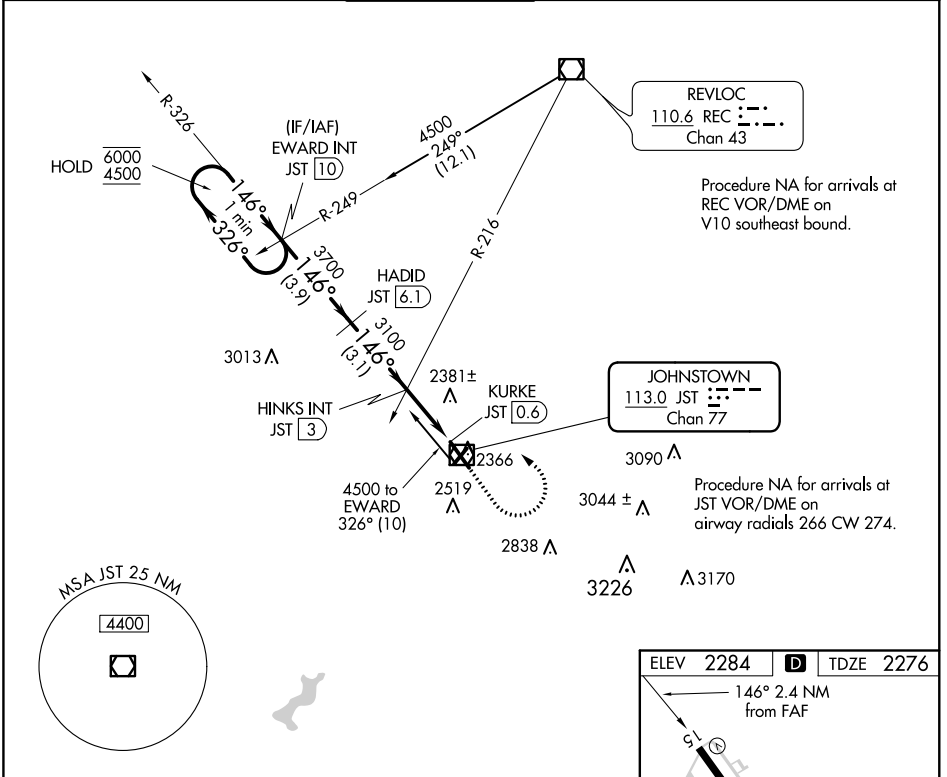 REVLOC
110.6 REC
Chan 43
Procedure NA for arrivals at
REC VOR/DME on
V10 southeast bound.
R-326
(IF/IAF)
EWARD INT
JST 10
HOLD 6000
4500
4500
249°
(12.1)
R-249
R-216
146°
1 min
326°
3700
146°
(3.9)
HADID
JST 6.1
3100
146°
(3.1)
3013
2381±
HINKS INT
JST 3
KURKE
JST 0.6
JOHNSTOWN
113.0 JST
Chan 77
2366
3090
4500 to
EWARD
326° (10)
2519
3044 ±
Procedure NA for arrivals at
JST VOR/DME on
airway radials 266 CW 274.
2838
3226
3170
MSA JST 25 NM
4400
ELEV 2284 D TDZE 2276
146° 2.4 NM
from FAF
15
V